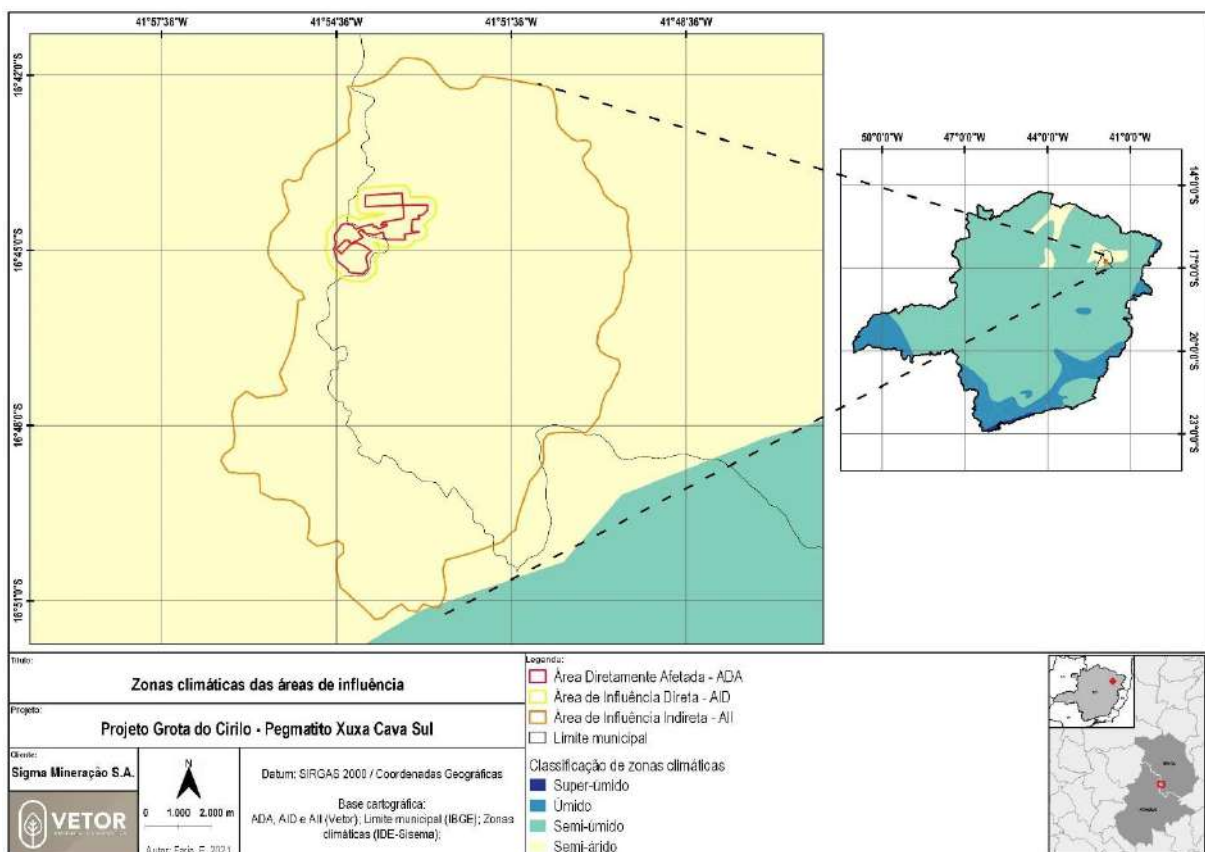 41°57'36"W
41°54'36"W
41°51'36"W
41°48'36"W
16°42'0"S
16°45'0"S
16°48'0"S
16°51'0"S
50°0'0"W
47°0'0"W
44°0'0"W
41°0'0"W
14°0'0"S
17°0'0"S
20°0'0"S
23°0'0"S
Título:
Zonas climáticas das áreas de influência
Projeto:
Projeto Grota do Cirilo - Pegmatito Xuxa Cava Sul
Cliente:
Sigma Mineração S.A.
VETOR
N
0 1.000 2.000 m
Autor: Faria, F. 2021
Datum: SIRGAS 2000 / Coordenadas Geográficas
Base cartográfica:
ADA, AID e AII (Vetor); Limite municipal (IBGE); Zonas
climáticas (IDE-Sisema);
Legenda:
Área Diretamente Afetada - ADA
Área de Influência Direta - AID
Área de Influência Indireta - AII
Limite municipal
Classificação de zonas climáticas
Super-úmido
Úmido
Semi-úmido
Semi-árido